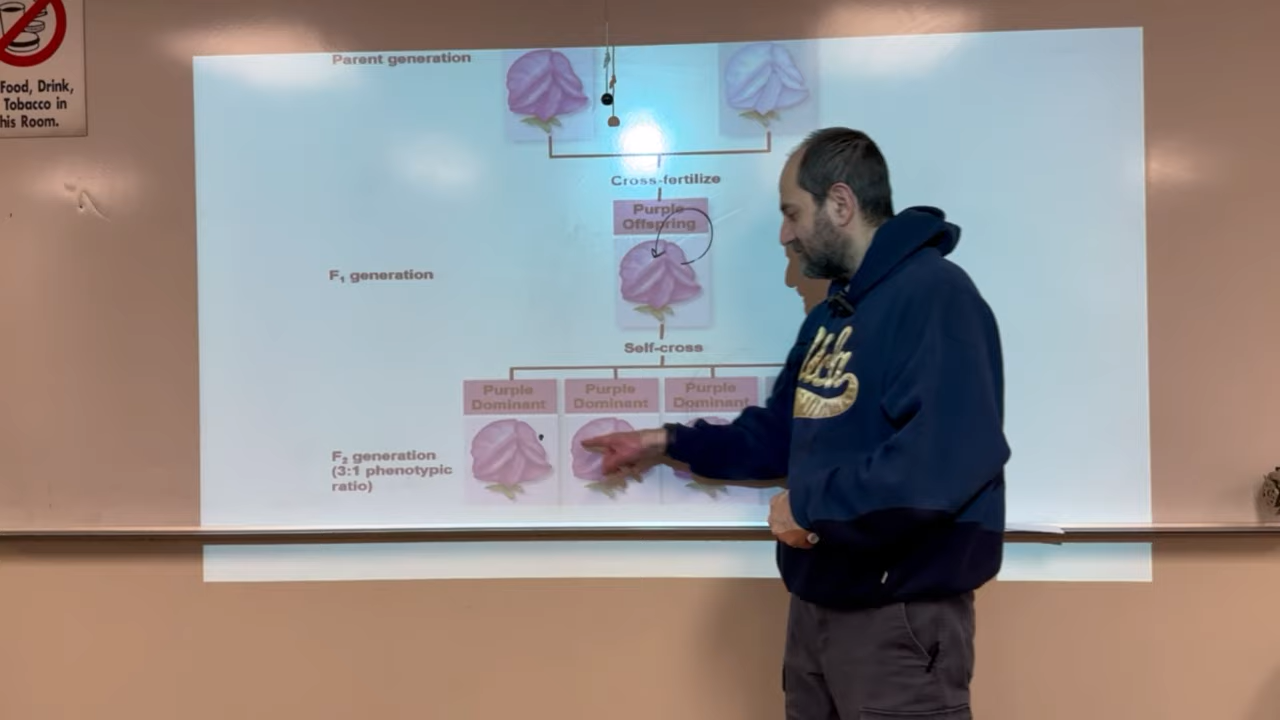 Food, Drink,
Tobacco in
his Room.
Parent generation
Cross-fertilize
Purple
Offspring
F₁ generation
Self-cross
Purple
Dominant
Purple
Dominant
Purple
Dominant
F₂ generation
(3:1 phenotypic
ratio)